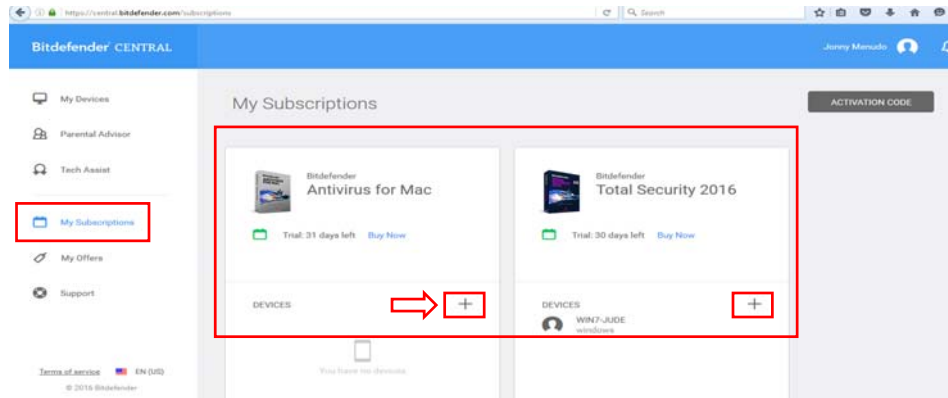 https://central.bitdefender.com/subscriptions
Search
Bitdefender CENTRAL
Jonny Menudo
My Devices
Parental Advisor
Tech Assist
My Subscriptions
My Offers
Support
Terms of service EN (US)
© 2016 Bitdefender
My Subscriptions
ACTIVATION CODE
Bitdefender
Antivirus for Mac
Trial: 31 days left Buy Now
DEVICES
You have no devices
Bitdefender
Total Security 2016
Trial: 30 days left Buy Now
DEVICES
WIN7-JUDE
windows